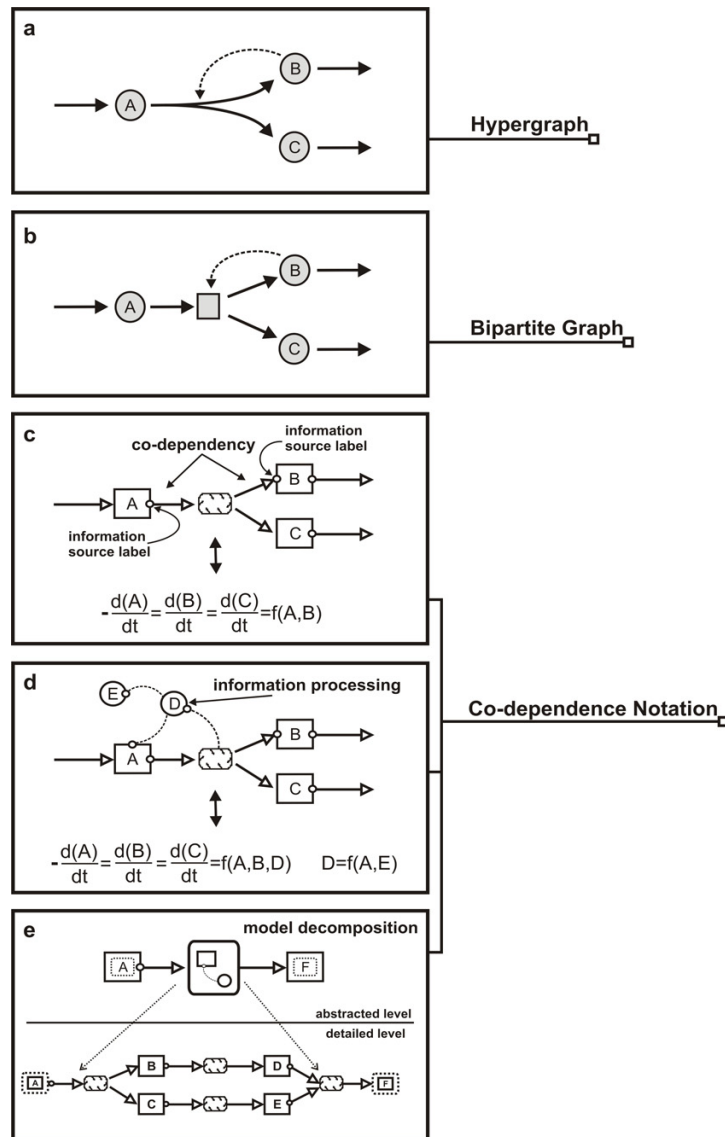 a
B
A
C
Hypergraph
b
B
A
C
Bipartite Graph
c
information
source label
co-dependency
B
A
C
information
source label
-d(A)/dt=d(B)/dt=d(C)/dt=f(A,B)
d
E
D
information processing
B
A
C
Co-dependence Notation
-d(A)/dt=d(B)/dt=d(C)/dt=f(A,B,D) D=f(A,E)
e
model decomposition
A
F
abstracted level
detailed level
B
D
A
F
C
E